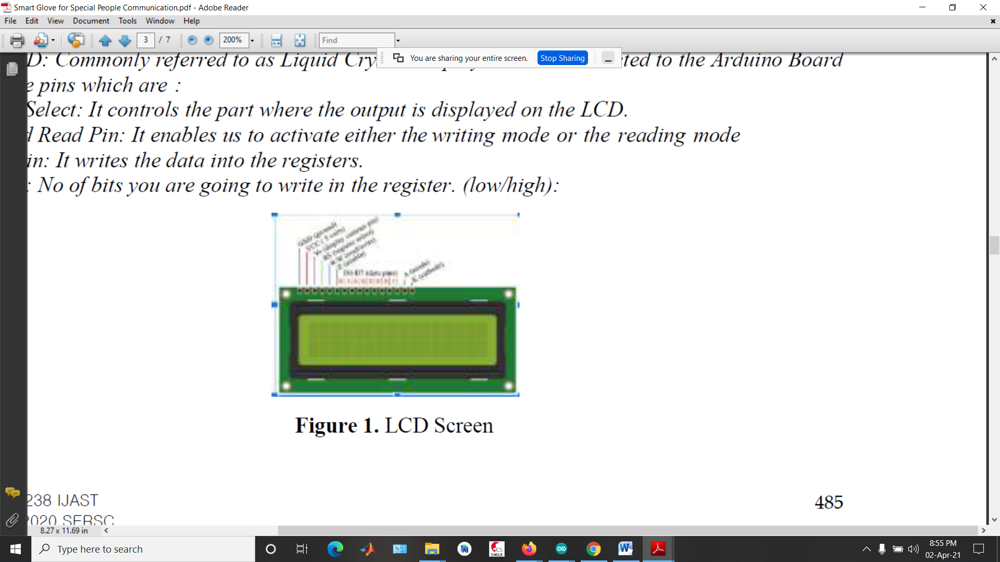 Smart Glove for Special People Communication.pdf - Adobe Reader
File Edit View Document Tools Window Help
3 / 7 200% Find
You are sharing your entire screen. Stop Sharing
D: Commonly referred to as Liquid Cry ted to the Arduino Board
e pins which are :
Select: It controls the part where the output is displayed on the LCD.
d Read Pin: It enables us to activate either the writing mode or the reading mode
in: It writes the data into the registers.
: No of bits you are going to write in the register. (low/high):
GND (ground)
VCC ( 5 volts)
Vo (display contrast pin)
RS (register select)
R/W (read/write)
E (enable)
D0-D7 (data pins)
A (anode)
K (cathode)
Figure 1. LCD Screen
238 IJAST
2020 SERSC
485
8.27 x 11.69 in
Type here to search
CS
EAGLE
8:55 PM
02-Apr-21